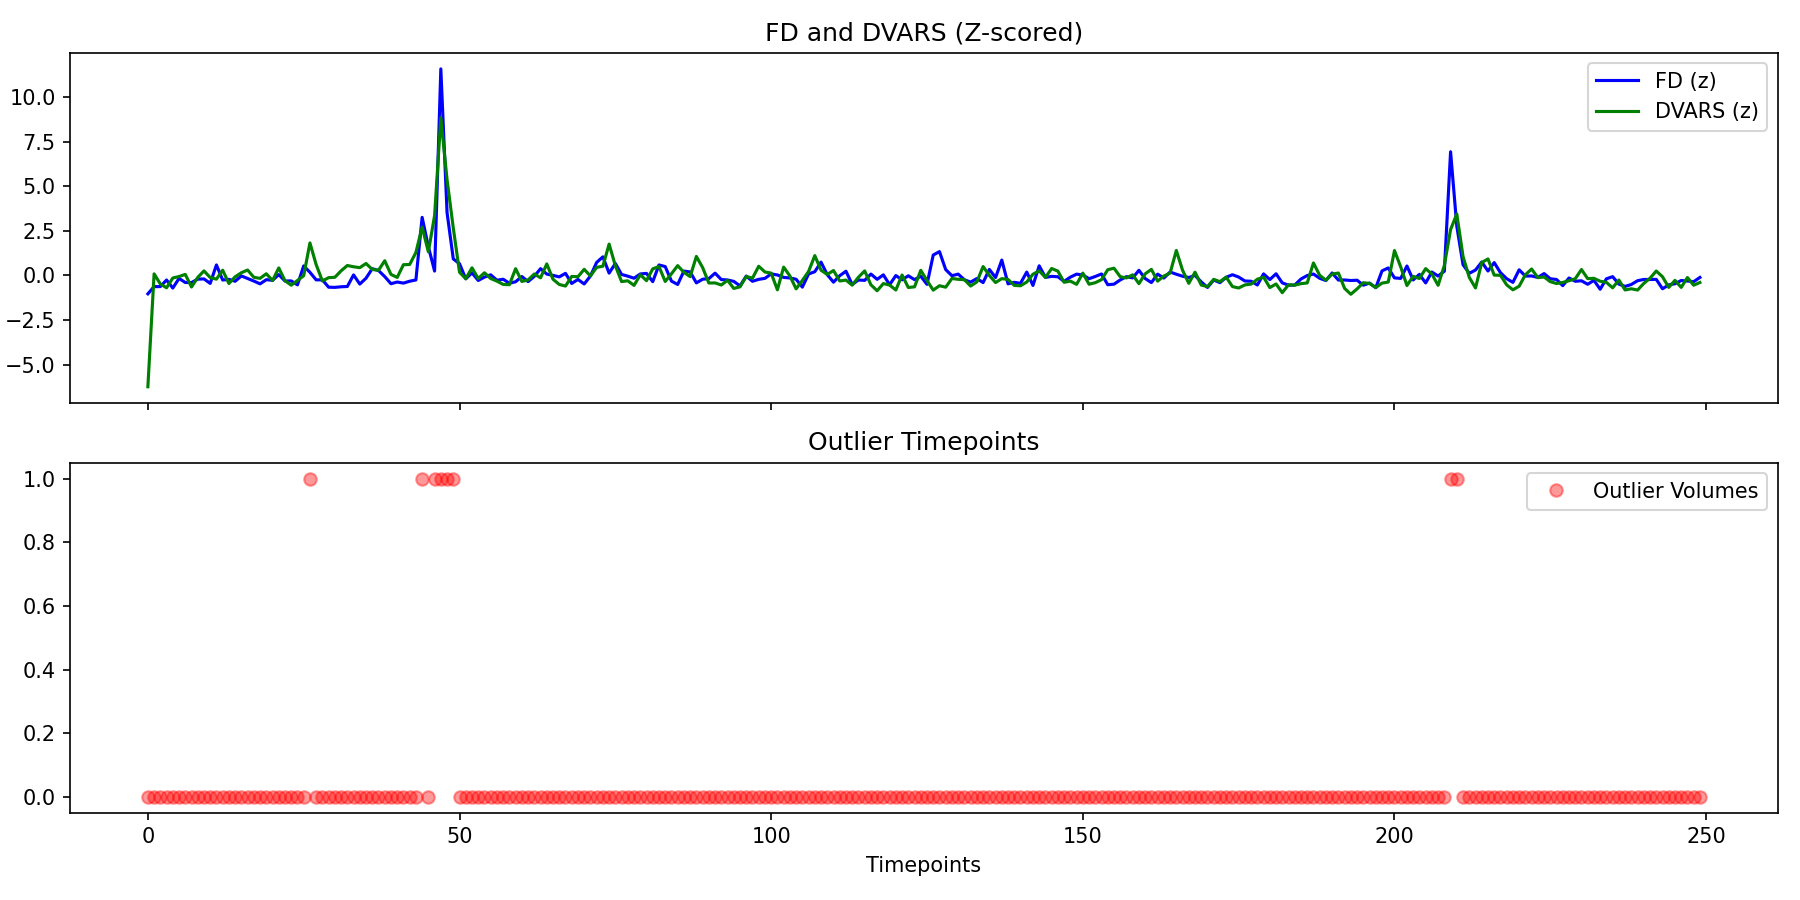 FD and DVARS (Z-scored)
10.0
7.5
5.0
2.5
0.0
−2.5
−5.0
FD (z)
DVARS (z)
Outlier Timepoints
1.0
0.8
0.6
0.4
0.2
0.0
Outlier Volumes
0 50 100 150 200 250
Timepoints